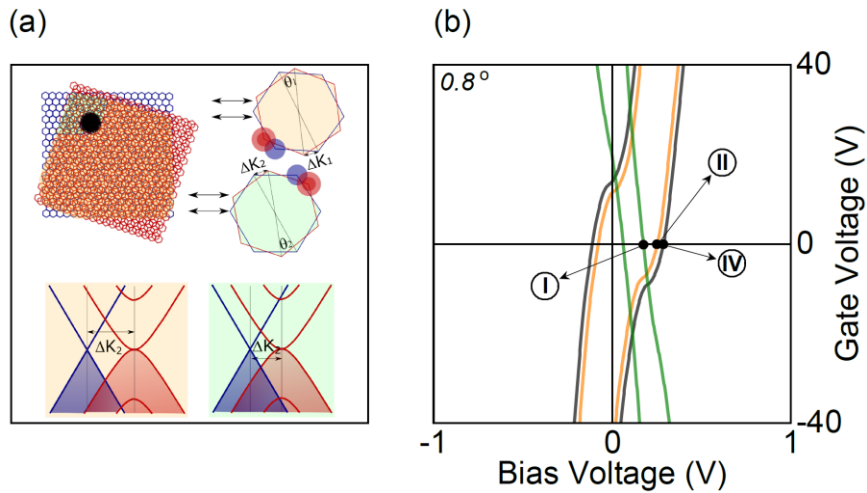 (a)
θ1
ΔK2
ΔK1
θ2
ΔK2
ΔK2
(b)
0.8°
40
0
-40
Gate Voltage (V)
I
II
IV
-1
0
1
Bias Voltage (V)